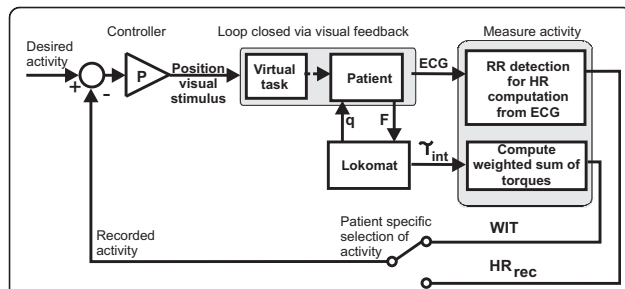 Controller
Loop closed via visual feedback
Measure activity
Desired
activity
+
-
P
Position
visual
stimulus
Virtual
task
Patient
ECG
RR detection
for HR
computation
from ECG
q
F
Lokomat
τ̃int
Compute
weighted sum of
torques
Patient specific
selection of
activity
WIT
Recorded
activity
HRrec